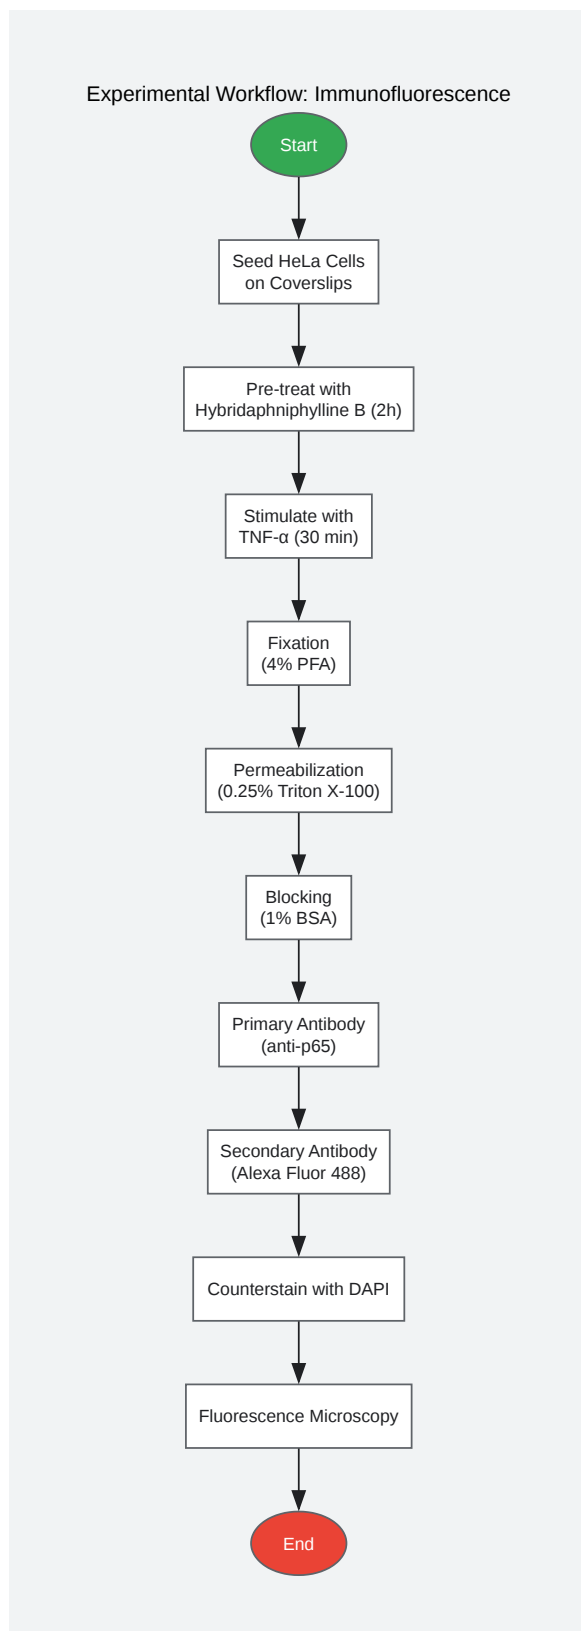 Experimental Workflow: Immunofluorescence
Start
Seed HeLa Cells
on Coverslips
Pre-treat with
Hybridaphniphylline B (2h)
Stimulate with
TNF-α (30 min)
Fixation
(4% PFA)
Permeabilization
(0.25% Triton X-100)
Blocking
(1% BSA)
Primary Antibody
(anti-p65)
Secondary Antibody
(Alexa Fluor 488)
Counterstain with DAPI
Fluorescence Microscopy
End